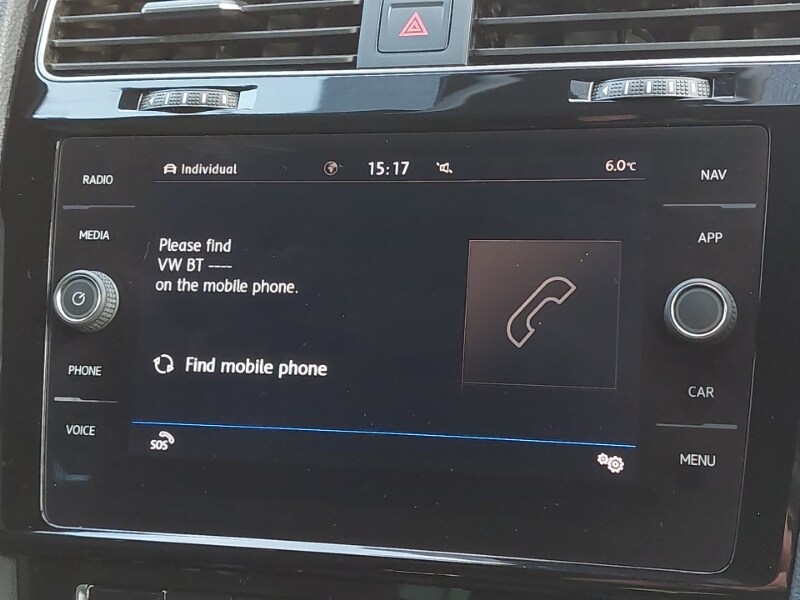 RADIO
MEDIA
PHONE
VOICE
Individual 15:17 6.0°C
Please find
VW BT ----
on the mobile phone.
Find mobile phone
SOS
NAV
APP
CAR
MENU